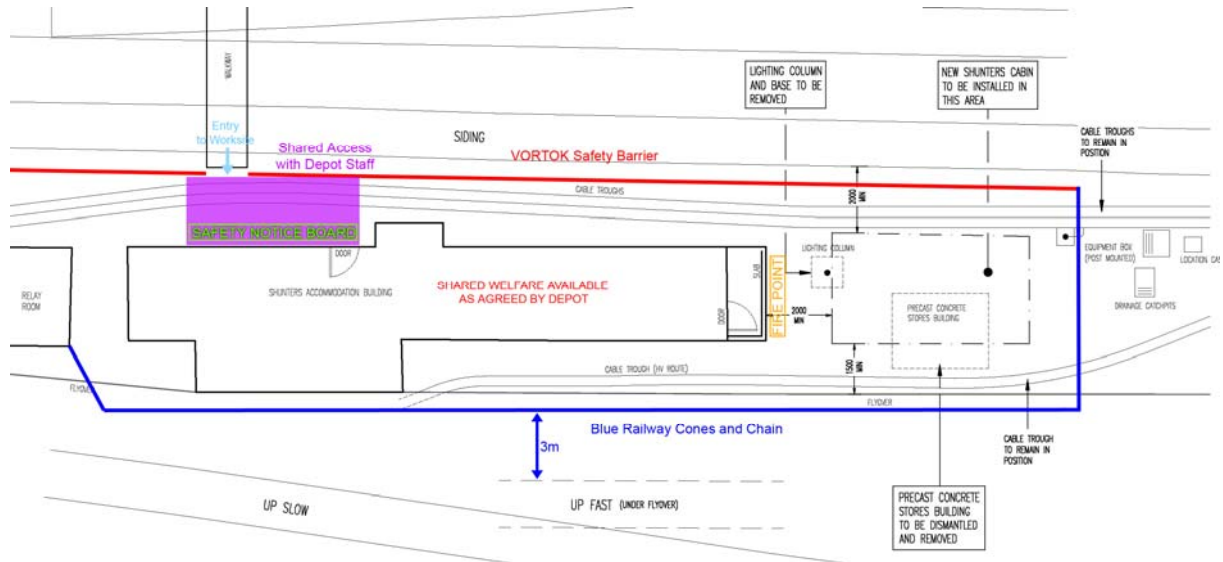 WALKWAY
LIGHTING COLUMN
AND BASE TO BE
REMOVED
NEW SHUNTERS CABIN
TO BE INSTALLED IN
THIS AREA
Entry
to Worksite
SIDING
Shared Access
with Depot Staff
VORTOK Safety Barrier
CABLE TROUGHS
TO REMAIN IN
POSITION
CABLE TROUGHS
2000
MIN
SAFETY NOTICE BOARD
DOOR
LIGHTING COLUMN
EQUIPMENT BOX
(POST MOUNTED)
LOCATION CAS
RELAY
ROOM
SHUNTERS ACCOMMODATION BUILDING
SHARED WELFARE AVAILABLE
AS AGREED BY DEPOT
SLAB
DOOR
FIRE POINT
2000
MIN
PRECAST CONCRETE
STORES BUILDING
DRAINAGE CATCHPITS
1500
MIN
FLYOVER
CABLE TROUGH (HV ROUTE)
FLYOVER
Blue Railway Cones and Chain
3m
CABLE TROUGH
TO REMAIN IN
POSITION
UP SLOW
UP FAST (UNDER FLYOVER)
PRECAST CONCRETE
STORES BUILDING
TO BE DISMANTLED
AND REMOVED